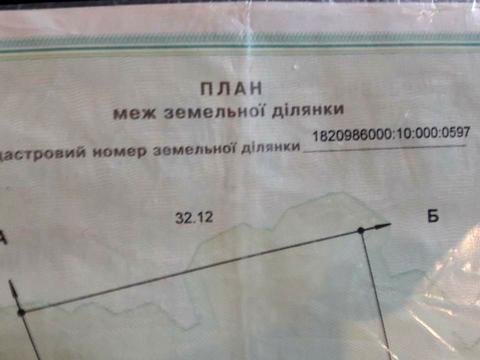 ПЛАН
меж земельної ділянки
дастровий номер земельної ділянки 1820986000:10:000:0597
32.12
А
Б